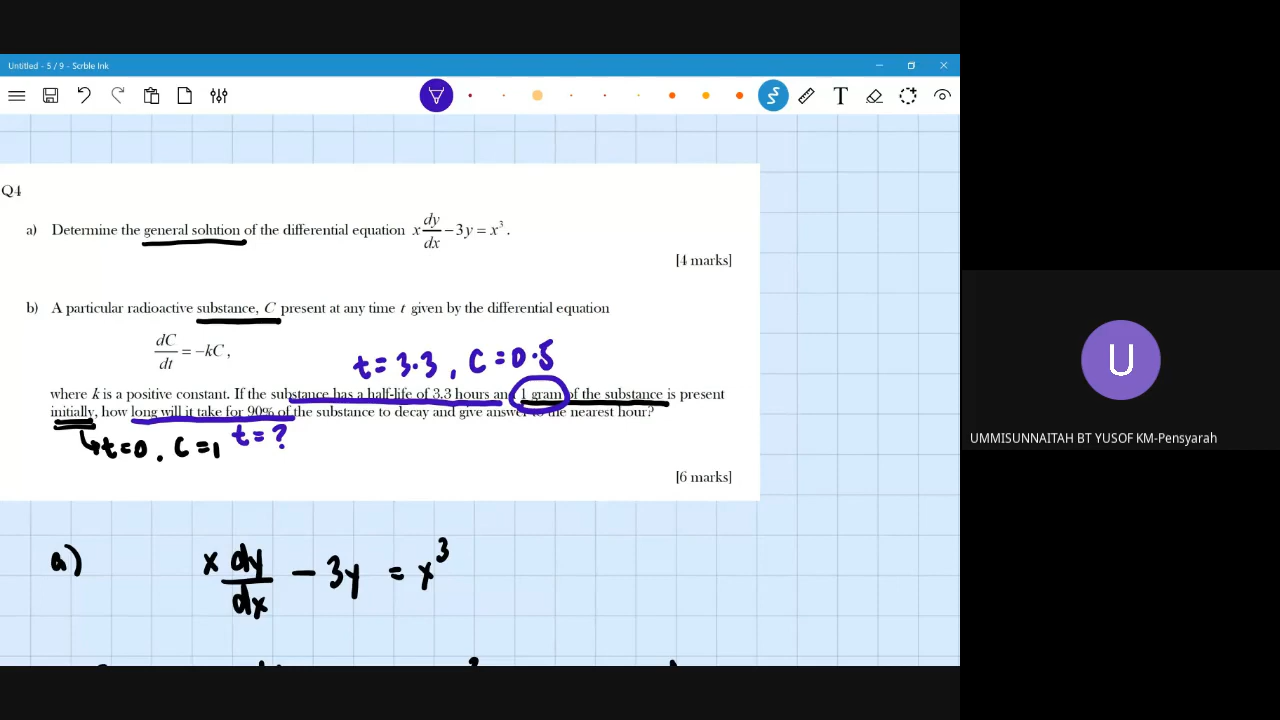 Untitled - 5 / 9 - Scrble Ink
Q4
a) Determine the general solution of the differential equation x dy/dx − 3y = x³.
[4 marks]
b) A particular radioactive substance, C present at any time t given by the differential equation
dC/dt = −kC,
t = 3.3 , C = 0.5
where k is a positive constant. If the substance has a half-life of 3.3 hours and 1 gram of the substance is present
initially, how long will it take for 90% of the substance to decay and give answer to the nearest hour?
t = 0 , C = 1 t = ?
[6 marks]
a) x dy/dx − 3y = x³
U
UMMISUNNAITAH BT YUSOF KM-Pensyarah